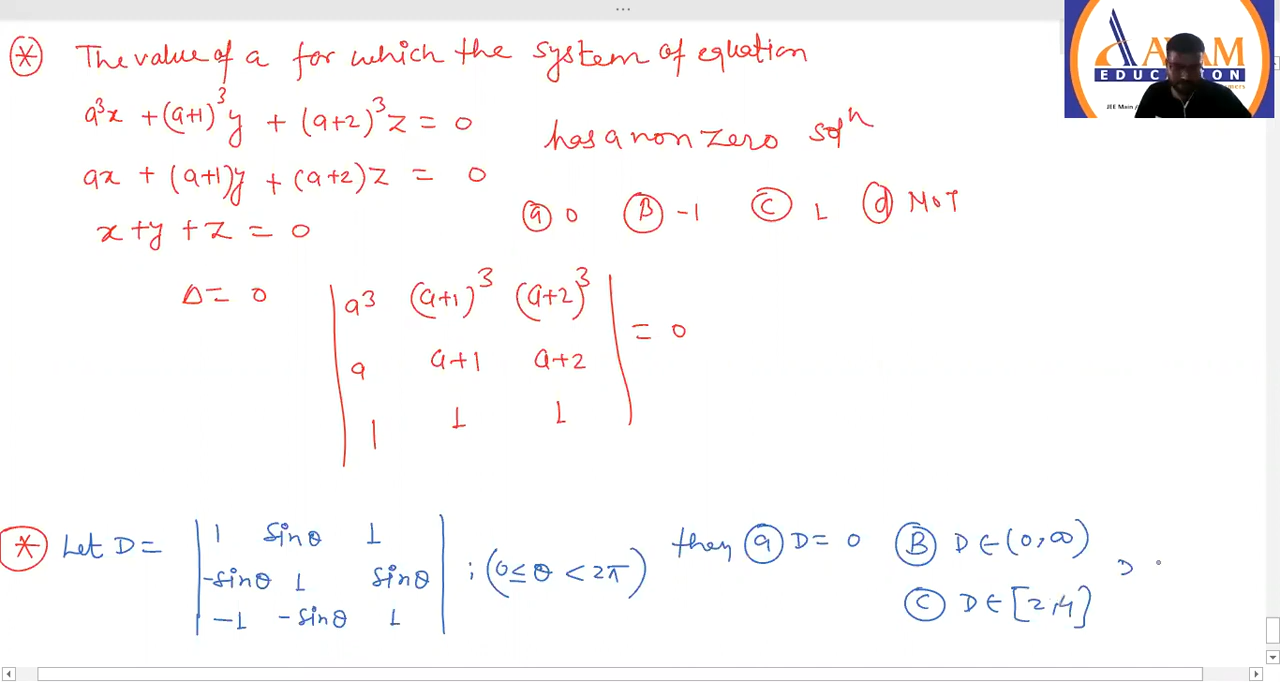 * The value of a for which the system of equation
a³x + (a+1)³y + (a+2)³z = 0 has a non zero solⁿ
ax + (a+1)y + (a+2)z = 0
x + y + z = 0 (a) 0 (B) -1 (C) 1 (d) NOT
Δ = 0 | a³ (a+1)³ (a+2)³ |
| a a+1 a+2 | = 0
| 1 1 1 |
* Let D = | 1 sinθ 1 | ; (0 ≤ θ < 2π) then (a) D = 0 (B) D ∈ (0, ∞)
| -sinθ 1 sinθ | (C) D ∈ [2,4]
| -1 -sinθ 1 |
EDUCATION
JEE Main